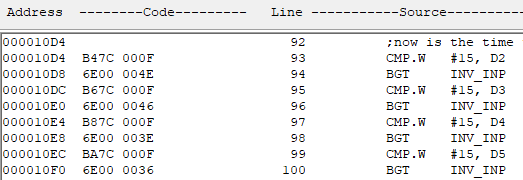 Address --------Code--------- Line -----------Source-----------
000010D4 92 ;now is the time
000010D4 B47C 000F 93 CMP.W #15, D2
000010D8 6E00 004E 94 BGT INV_INP
000010DC B67C 000F 95 CMP.W #15, D3
000010E0 6E00 0046 96 BGT INV_INP
000010E4 B87C 000F 97 CMP.W #15, D4
000010E8 6E00 003E 98 BGT INV_INP
000010EC BA7C 000F 99 CMP.W #15, D5
000010F0 6E00 0036 100 BGT INV_INP